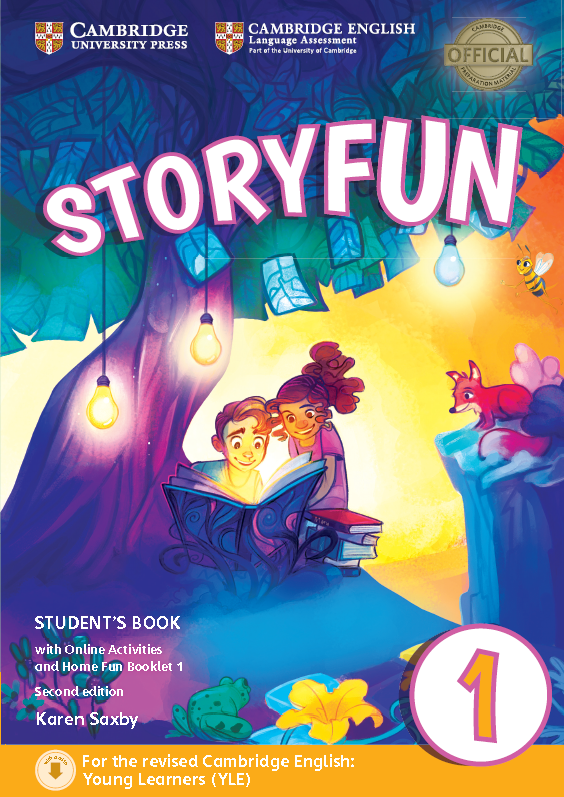 CAMBRIDGE
UNIVERSITY PRESS
CAMBRIDGE ENGLISH
Language Assessment
Part of the University of Cambridge
CAMBRIDGE
OFFICIAL
PREPARATION MATERIAL
STORYFUN
STUDENT'S BOOK
with Online Activities
and Home Fun Booklet 1
Second edition
Karen Saxby
1
with audio
For the revised Cambridge English:
Young Learners (YLE)